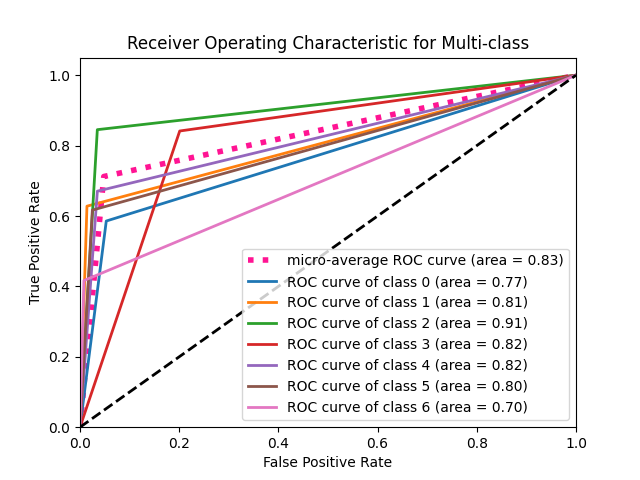 Receiver Operating Characteristic for Multi-class
True Positive Rate
1.0
0.8
0.6
0.4
0.2
0.0
micro-average ROC curve (area = 0.83)
ROC curve of class 0 (area = 0.77)
ROC curve of class 1 (area = 0.81)
ROC curve of class 2 (area = 0.91)
ROC curve of class 3 (area = 0.82)
ROC curve of class 4 (area = 0.82)
ROC curve of class 5 (area = 0.80)
ROC curve of class 6 (area = 0.70)
0.0 0.2 0.4 0.6 0.8 1.0
False Positive Rate